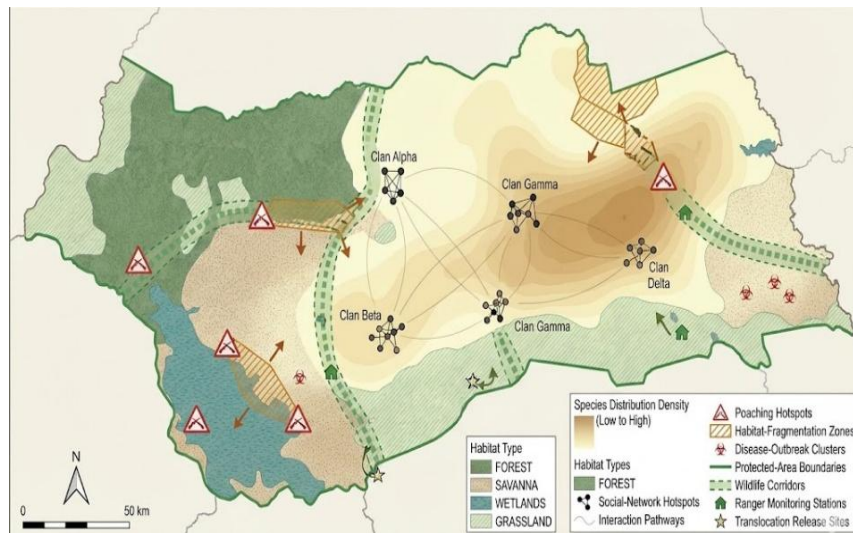 Clan Alpha
Clan Gamma
Clan Delta
Clan Beta
Clan Gamma
N
0
50 km
Habitat Type
FOREST
SAVANNA
WETLANDS
GRASSLAND
Species Distribution Density
(Low to High)
Habitat Types
FOREST
Social-Network Hotspots
Interaction Pathways
Poaching Hotspots
Habitat-Fragmentation Zones
Disease-Outbreak Clusters
Protected-Area Boundaries
Wildlife Corridors
Ranger Monitoring Stations
Translocation Release Sites